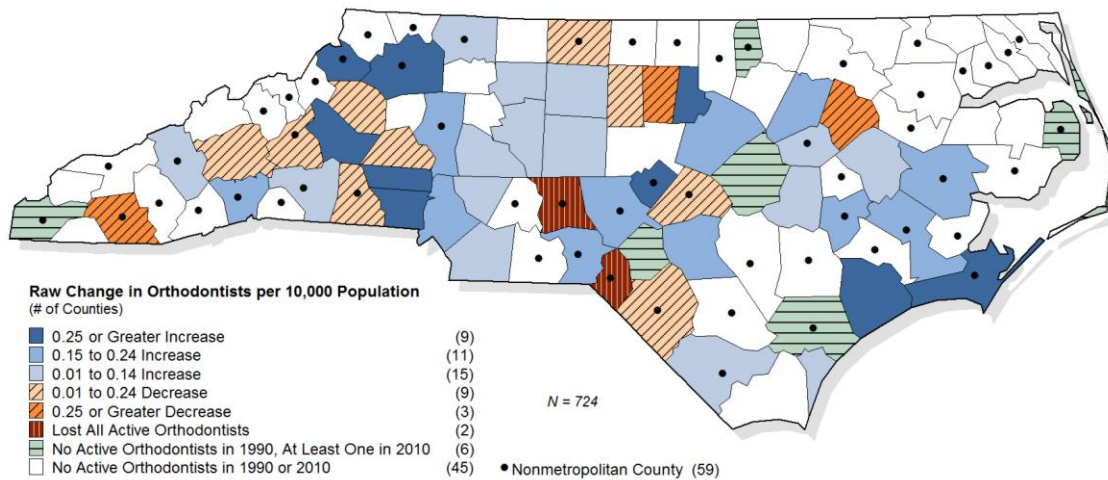 Raw Change in Orthodontists per 10,000 Population
(# of Counties)
0.25 or Greater Increase (9)
0.15 to 0.24 Increase (11)
0.01 to 0.14 Increase (15)
0.01 to 0.24 Decrease (9)
0.25 or Greater Decrease (3)
Lost All Active Orthodontists (2)
No Active Orthodontists in 1990, At Least One in 2010 (6)
No Active Orthodontists in 1990 or 2010 (45)
N = 724
Nonmetropolitan County (59)